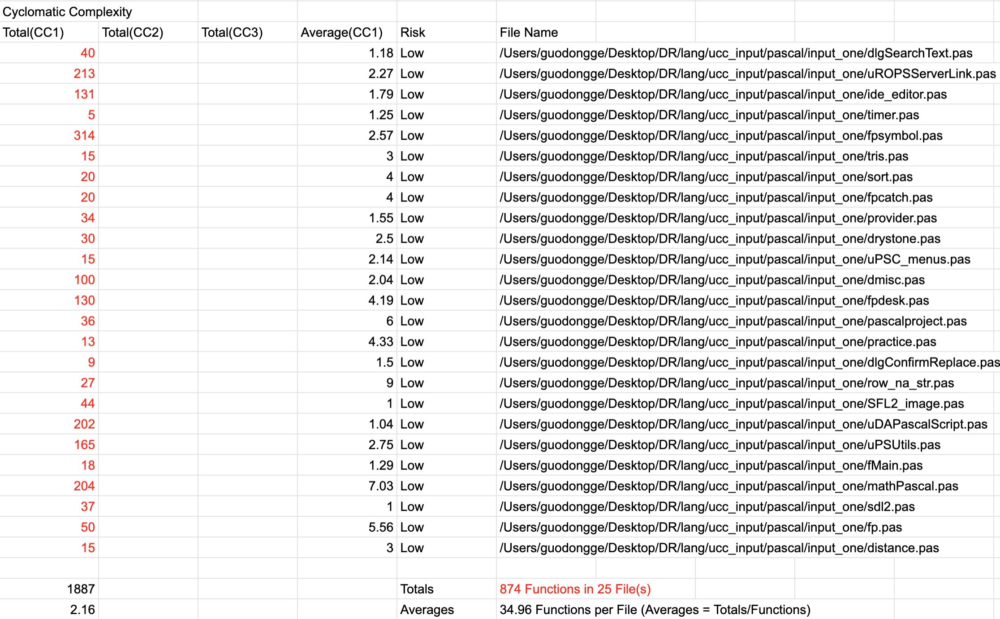 Cyclomatic Complexity
Total(CC1) Total(CC2) Total(CC3) Average(CC1) Risk File Name
40 1.18 Low /Users/guodongge/Desktop/DR/lang/ucc_input/pascal/input_one/dlgSearchText.pas
213 2.27 Low /Users/guodongge/Desktop/DR/lang/ucc_input/pascal/input_one/uROPSServerLink.pas
131 1.79 Low /Users/guodongge/Desktop/DR/lang/ucc_input/pascal/input_one/ide_editor.pas
5 1.25 Low /Users/guodongge/Desktop/DR/lang/ucc_input/pascal/input_one/timer.pas
314 2.57 Low /Users/guodongge/Desktop/DR/lang/ucc_input/pascal/input_one/fpsymbol.pas
15 3 Low /Users/guodongge/Desktop/DR/lang/ucc_input/pascal/input_one/tris.pas
20 4 Low /Users/guodongge/Desktop/DR/lang/ucc_input/pascal/input_one/sort.pas
20 4 Low /Users/guodongge/Desktop/DR/lang/ucc_input/pascal/input_one/fpcatch.pas
34 1.55 Low /Users/guodongge/Desktop/DR/lang/ucc_input/pascal/input_one/provider.pas
30 2.5 Low /Users/guodongge/Desktop/DR/lang/ucc_input/pascal/input_one/drystone.pas
15 2.14 Low /Users/guodongge/Desktop/DR/lang/ucc_input/pascal/input_one/uPSC_menus.pas
100 2.04 Low /Users/guodongge/Desktop/DR/lang/ucc_input/pascal/input_one/dmisc.pas
130 4.19 Low /Users/guodongge/Desktop/DR/lang/ucc_input/pascal/input_one/fpdesk.pas
36 6 Low /Users/guodongge/Desktop/DR/lang/ucc_input/pascal/input_one/pascalproject.pas
13 4.33 Low /Users/guodongge/Desktop/DR/lang/ucc_input/pascal/input_one/practice.pas
9 1.5 Low /Users/guodongge/Desktop/DR/lang/ucc_input/pascal/input_one/dlgConfirmReplace.pas
27 9 Low /Users/guodongge/Desktop/DR/lang/ucc_input/pascal/input_one/row_na_str.pas
44 1 Low /Users/guodongge/Desktop/DR/lang/ucc_input/pascal/input_one/SFL2_image.pas
202 1.04 Low /Users/guodongge/Desktop/DR/lang/ucc_input/pascal/input_one/uDAPascalScript.pas
165 2.75 Low /Users/guodongge/Desktop/DR/lang/ucc_input/pascal/input_one/uPSUtils.pas
18 1.29 Low /Users/guodongge/Desktop/DR/lang/ucc_input/pascal/input_one/fMain.pas
204 7.03 Low /Users/guodongge/Desktop/DR/lang/ucc_input/pascal/input_one/mathPascal.pas
37 1 Low /Users/guodongge/Desktop/DR/lang/ucc_input/pascal/input_one/sdl2.pas
50 5.56 Low /Users/guodongge/Desktop/DR/lang/ucc_input/pascal/input_one/fp.pas
15 3 Low /Users/guodongge/Desktop/DR/lang/ucc_input/pascal/input_one/distance.pas
1887 Totals 874 Functions in 25 File(s)
2.16 Averages 34.96 Functions per File (Averages = Totals/Functions)